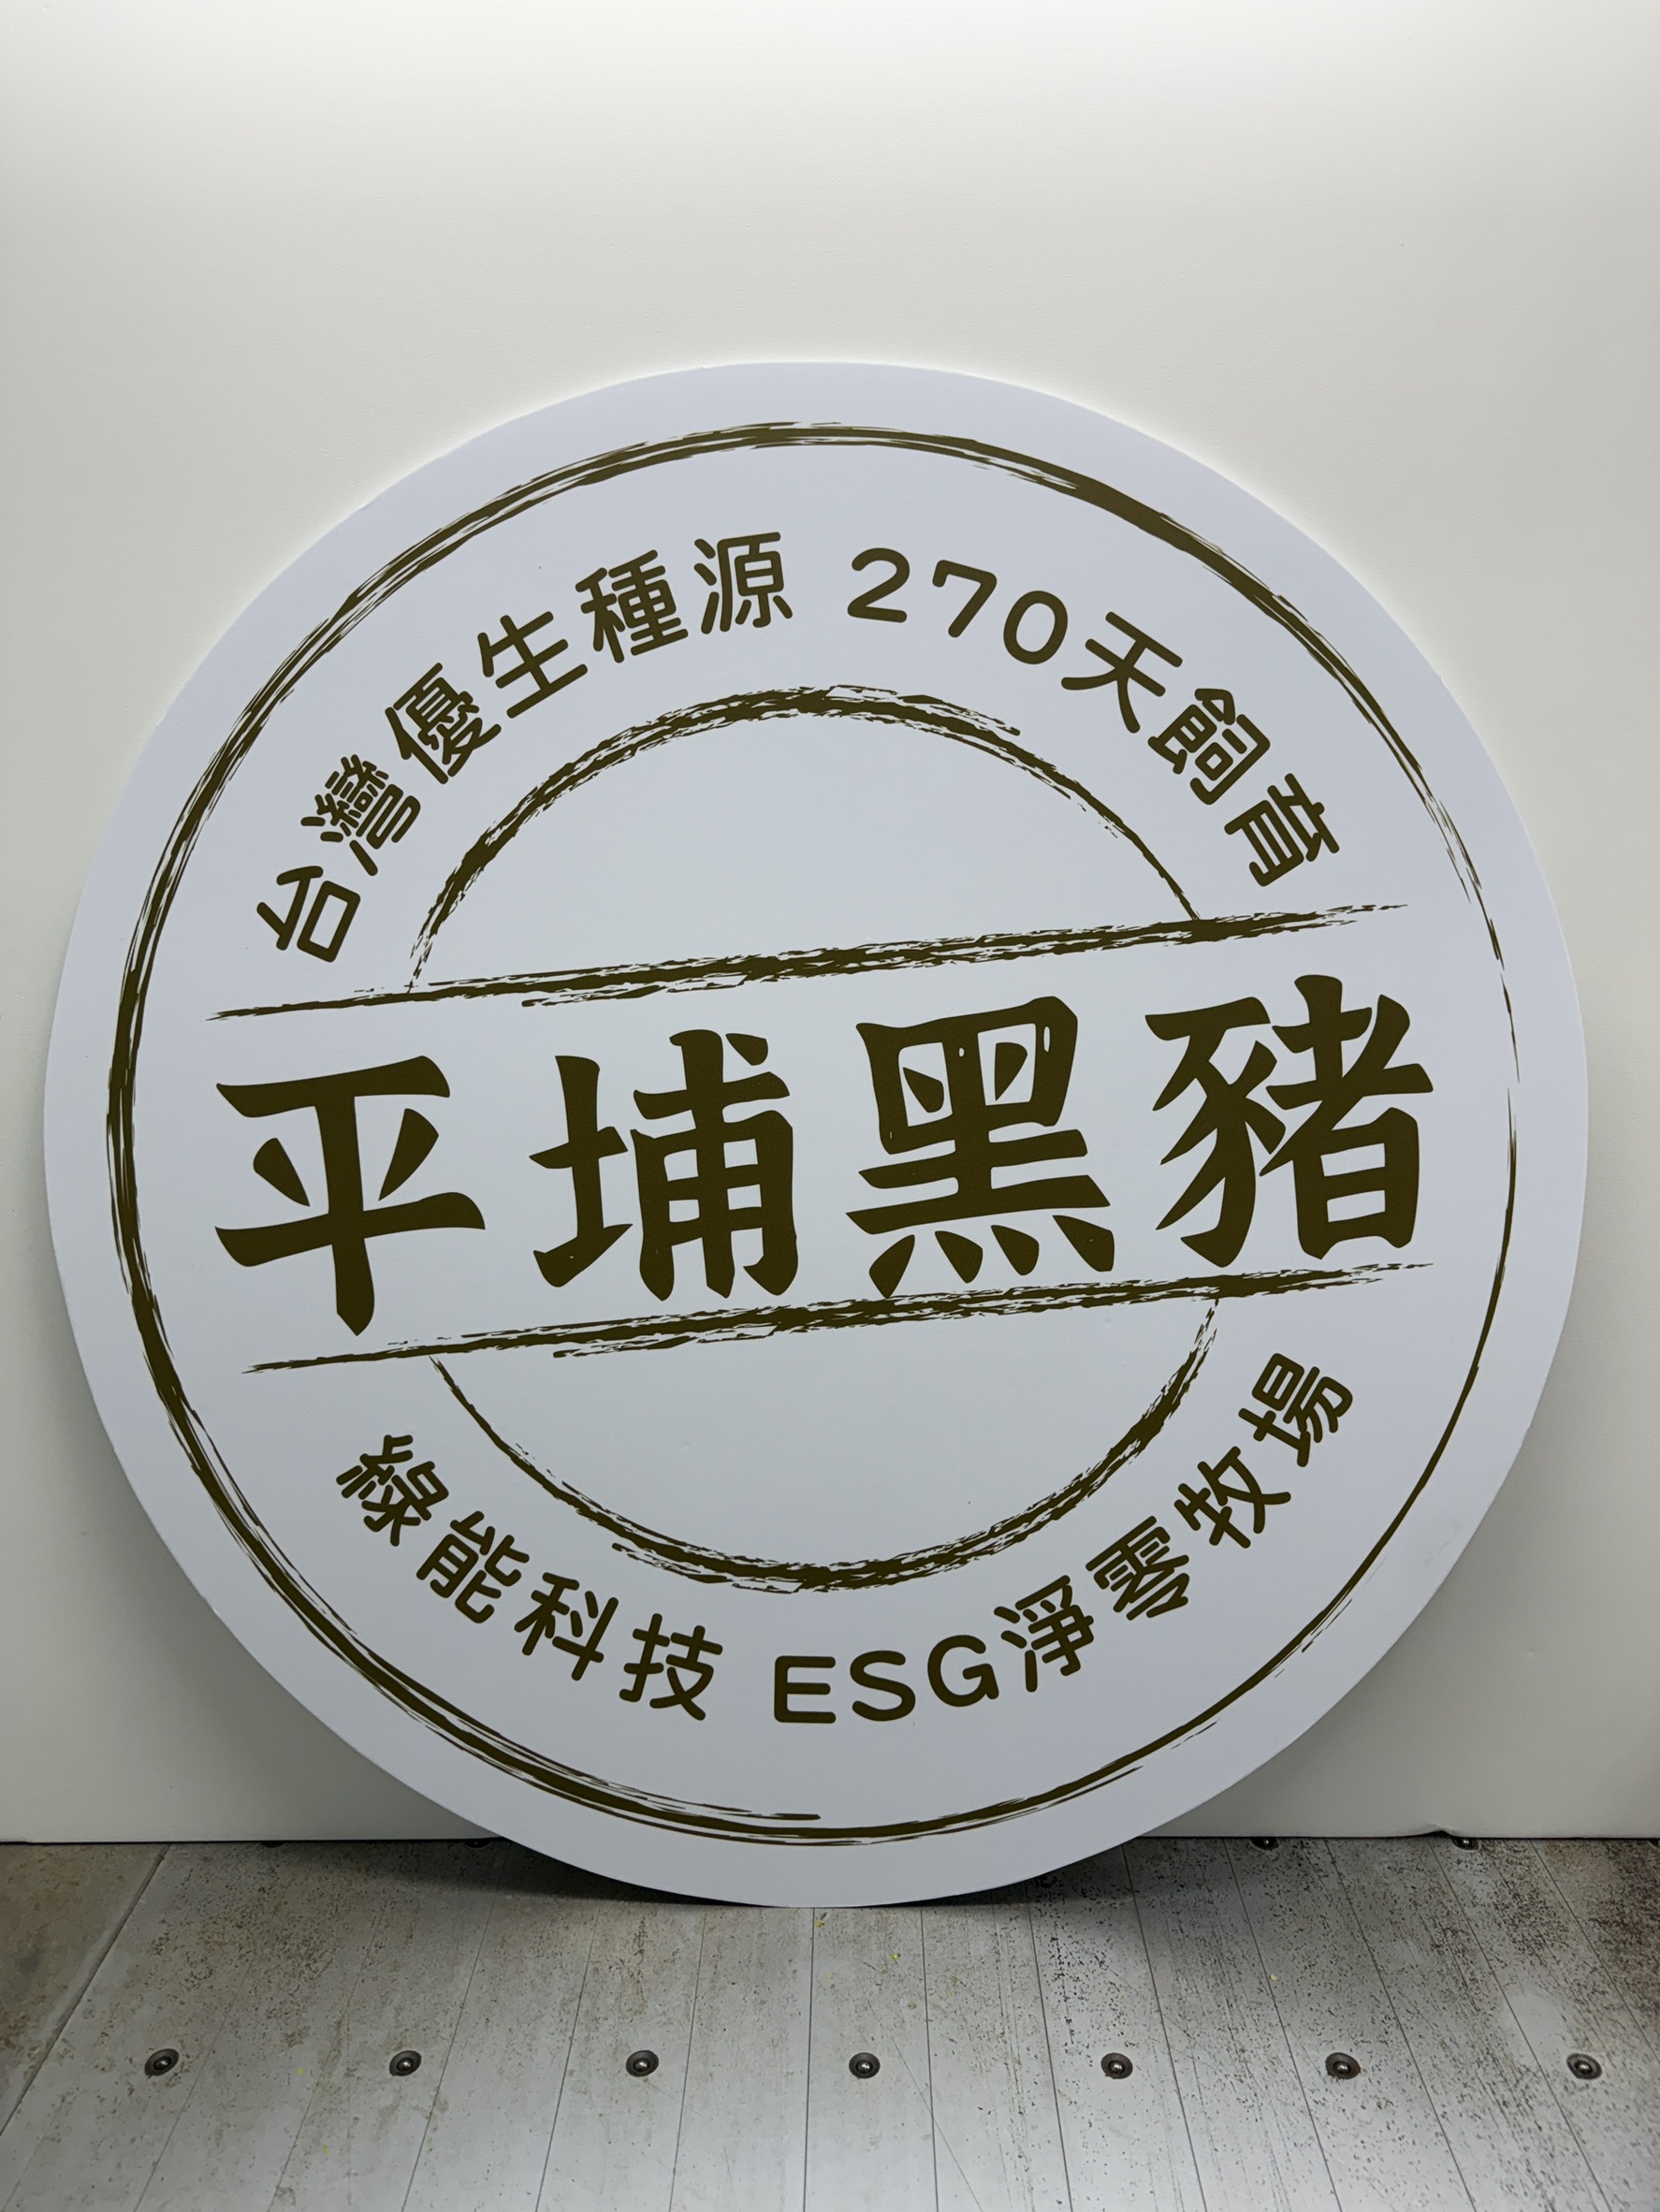 台灣優生種源 270天飼育
平埔黑豬
綠能科技 ESG淨零牧場